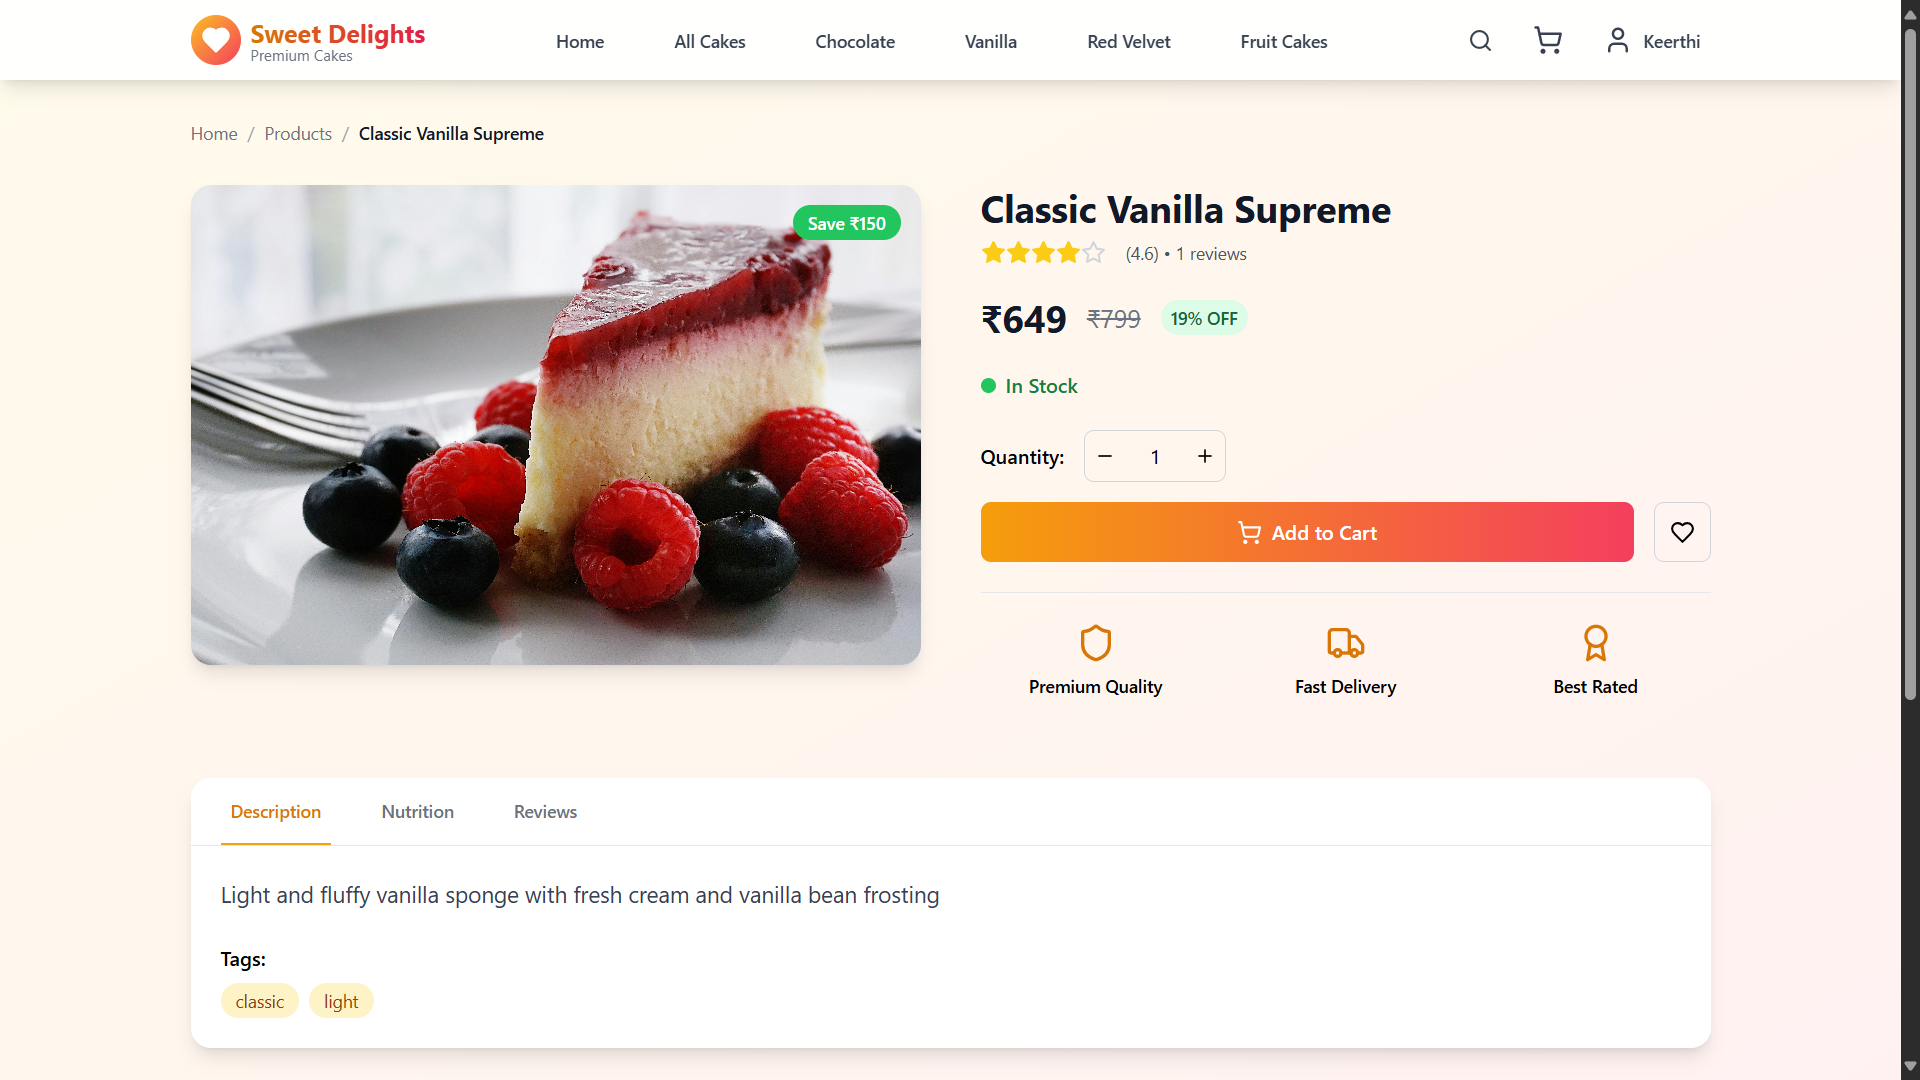 Sweet Delights
Premium Cakes
Home
All Cakes
Chocolate
Vanilla
Red Velvet
Fruit Cakes
Keerthi
Home / Products / Classic Vanilla Supreme
Save ₹150
Classic Vanilla Supreme
(4.6) • 1 reviews
₹649 ₹799 19% OFF
In Stock
Quantity: − 1 +
Add to Cart
Premium Quality
Fast Delivery
Best Rated
Description
Nutrition
Reviews
Light and fluffy vanilla sponge with fresh cream and vanilla bean frosting
Tags:
classic
light